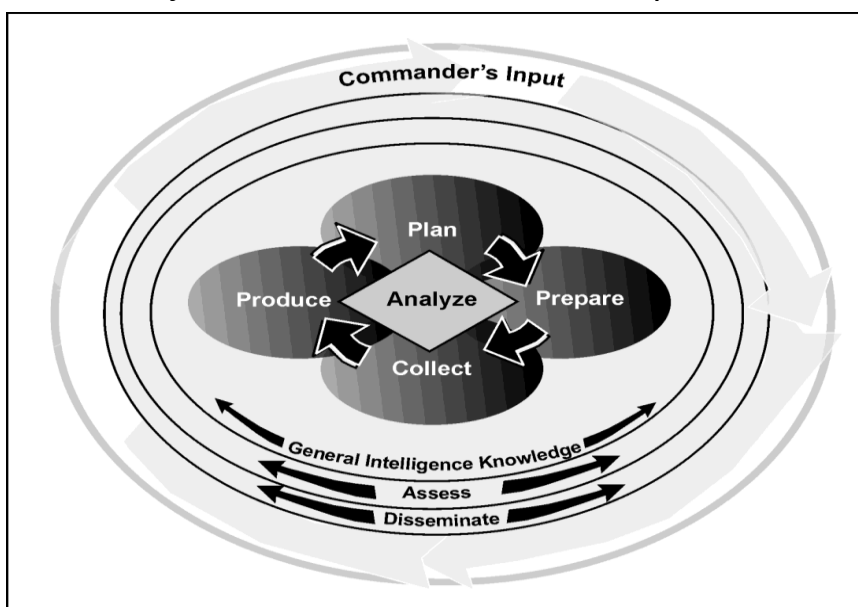 Commander's Input
Plan
Produce
Analyze
Prepare
Collect
General Intelligence Knowledge
Assess
Disseminate